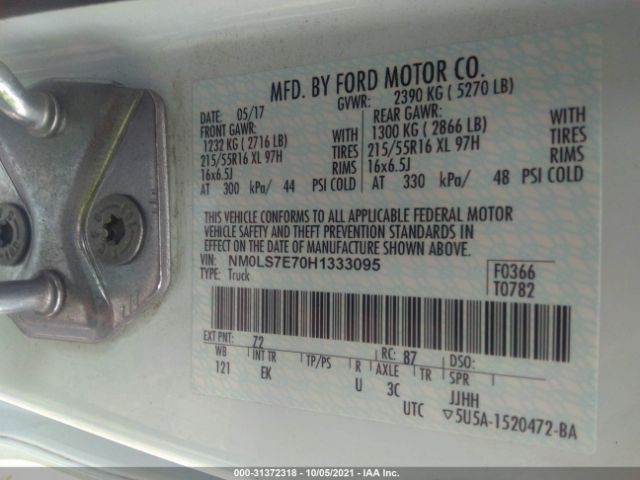 MFD. BY FORD MOTOR CO.
DATE: 05/17 GVWR: 2390 KG ( 5270 LB)
FRONT GAWR: REAR GAWR:
1232 KG ( 2716 LB) WITH 1300 KG ( 2866 LB) WITH
215/55R16 XL 97H TIRES 215/55R16 XL 97H TIRES
16x6.5J RIMS 16x6.5J RIMS
AT 300 kPa/ 44 PSI COLD AT 330 kPa/ 48 PSI COLD
THIS VEHICLE CONFORMS TO ALL APPLICABLE FEDERAL MOTOR
VEHICLE SAFETY AND THEFT PREVENTION STANDARDS IN
EFFECT ON THE DATE OF MANUFACTURE SHOWN ABOVE.
VIN: NM0LS7E70H1333095 F0366
TYPE: Truck T0782
EXT PNT: Z2 RC: 87 DSO:
WB INT TR TP/PS R AXLE TR SPR
121 EK U 3C JJHH
UTC ▽5U5A-1520472-BA
000-31372318 - 10/05/2021 - IAA Inc.